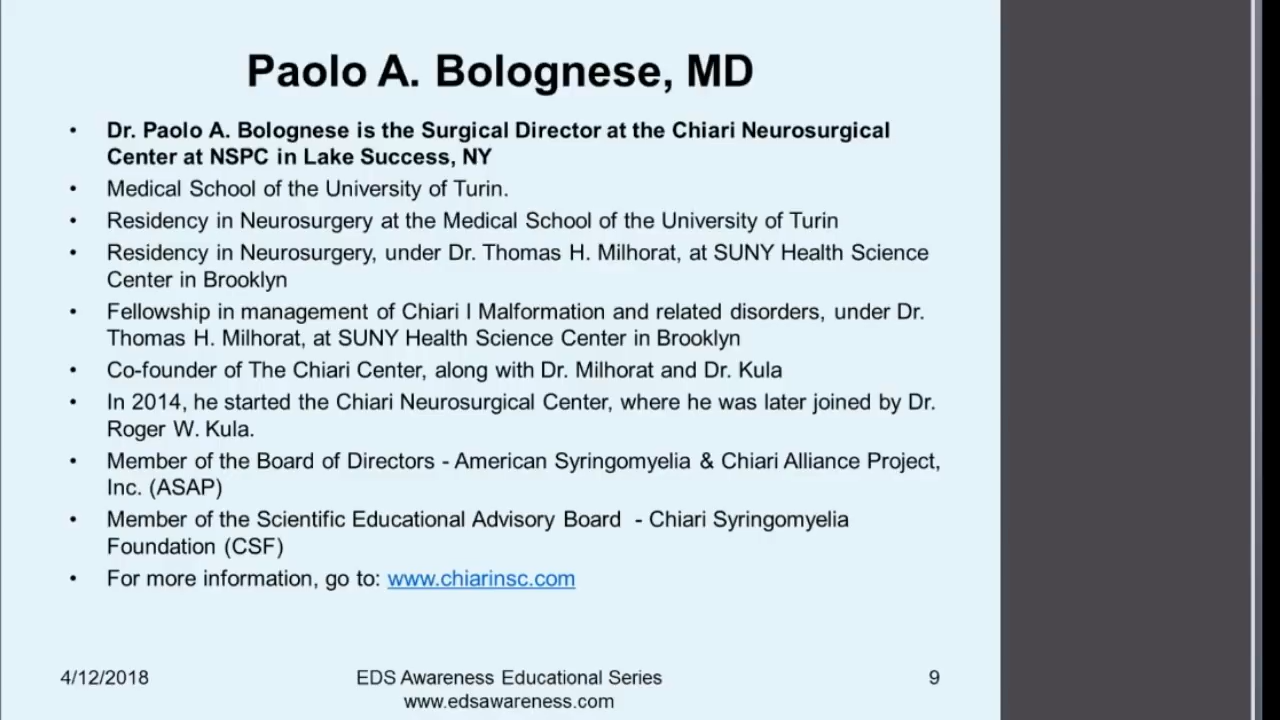 Paolo A. Bolognese, MD
• Dr. Paolo A. Bolognese is the Surgical Director at the Chiari Neurosurgical
Center at NSPC in Lake Success, NY
• Medical School of the University of Turin.
• Residency in Neurosurgery at the Medical School of the University of Turin
• Residency in Neurosurgery, under Dr. Thomas H. Milhorat, at SUNY Health Science
Center in Brooklyn
• Fellowship in management of Chiari I Malformation and related disorders, under Dr.
Thomas H. Milhorat, at SUNY Health Science Center in Brooklyn
• Co-founder of The Chiari Center, along with Dr. Milhorat and Dr. Kula
• In 2014, he started the Chiari Neurosurgical Center, where he was later joined by Dr.
Roger W. Kula.
• Member of the Board of Directors - American Syringomyelia & Chiari Alliance Project,
Inc. (ASAP)
• Member of the Scientific Educational Advisory Board - Chiari Syringomyelia
Foundation (CSF)
• For more information, go to: www.chiarinsc.com
4/12/2018 EDS Awareness Educational Series 9
www.edsawareness.com